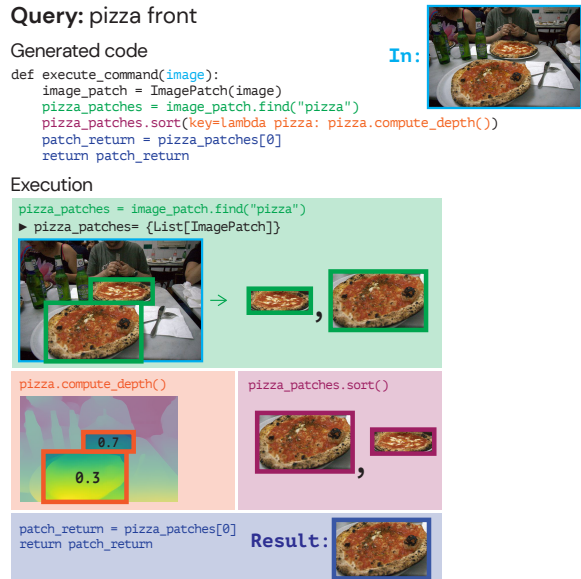 Query: pizza front
Generated code
In:
def execute_command(image):
    image_patch = ImagePatch(image)
    pizza_patches = image_patch.find("pizza")
    pizza_patches.sort(key=lambda pizza: pizza.compute_depth())
    patch_return = pizza_patches[0]
    return patch_return
Execution
pizza_patches = image_patch.find("pizza")
▶ pizza_patches= {List[ImagePatch]}
→ ,
pizza.compute_depth()
0.7
0.3
pizza_patches.sort()
,
patch_return = pizza_patches[0]
return patch_return
Result: